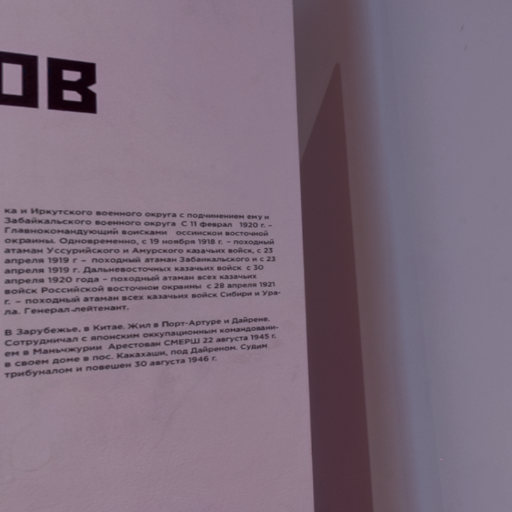 ОВ
ка и Иркутского военного округа с подчинением ему и
Забайкальского военного округа С 11 феврал 1920 г. –
Главнокомандующий войсками оссинской восточной
окраины. Одновременно, с 19 ноября 1918 г. – походный
атаман Уссурийского и Амурского казачьих войск, с 23
апреля 1919 г – походный атаман Забайкальского и с 23
апреля 1919 г. Дальневосточных казачьих войск с 30
апреля 1920 года – походный атаман всех казачьих
войск Российской восточной окраины с 28 апреля 1921
г. – походный атаман всех казачьих войск Сибири и Ура-
ла. Генерал-лейтенант.
В Зарубежье, в Китае. Жил в Порт-Артуре и Дайрене.
Сотрудничал с японским оккупационным командовани-
ем в Маньчжурии Арестован СМЕРШ 22 августа 1945 г.
в своем доме в пос. Какахаши, под Дайреном. Судим
трибуналом и повешен 30 августа 1946 г.